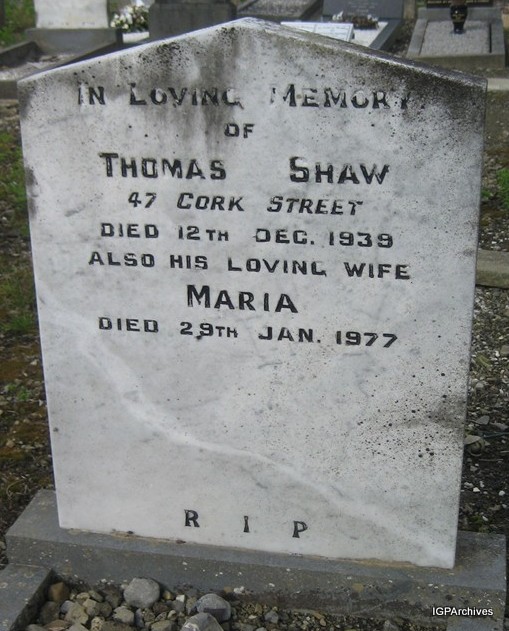 IN LOVING MEMORY
OF
THOMAS SHAW
47 CORK STREET
DIED 12TH DEC. 1939
ALSO HIS LOVING WIFE
MARIA
DIED 29TH JAN. 1977
R I P
IGPArchives